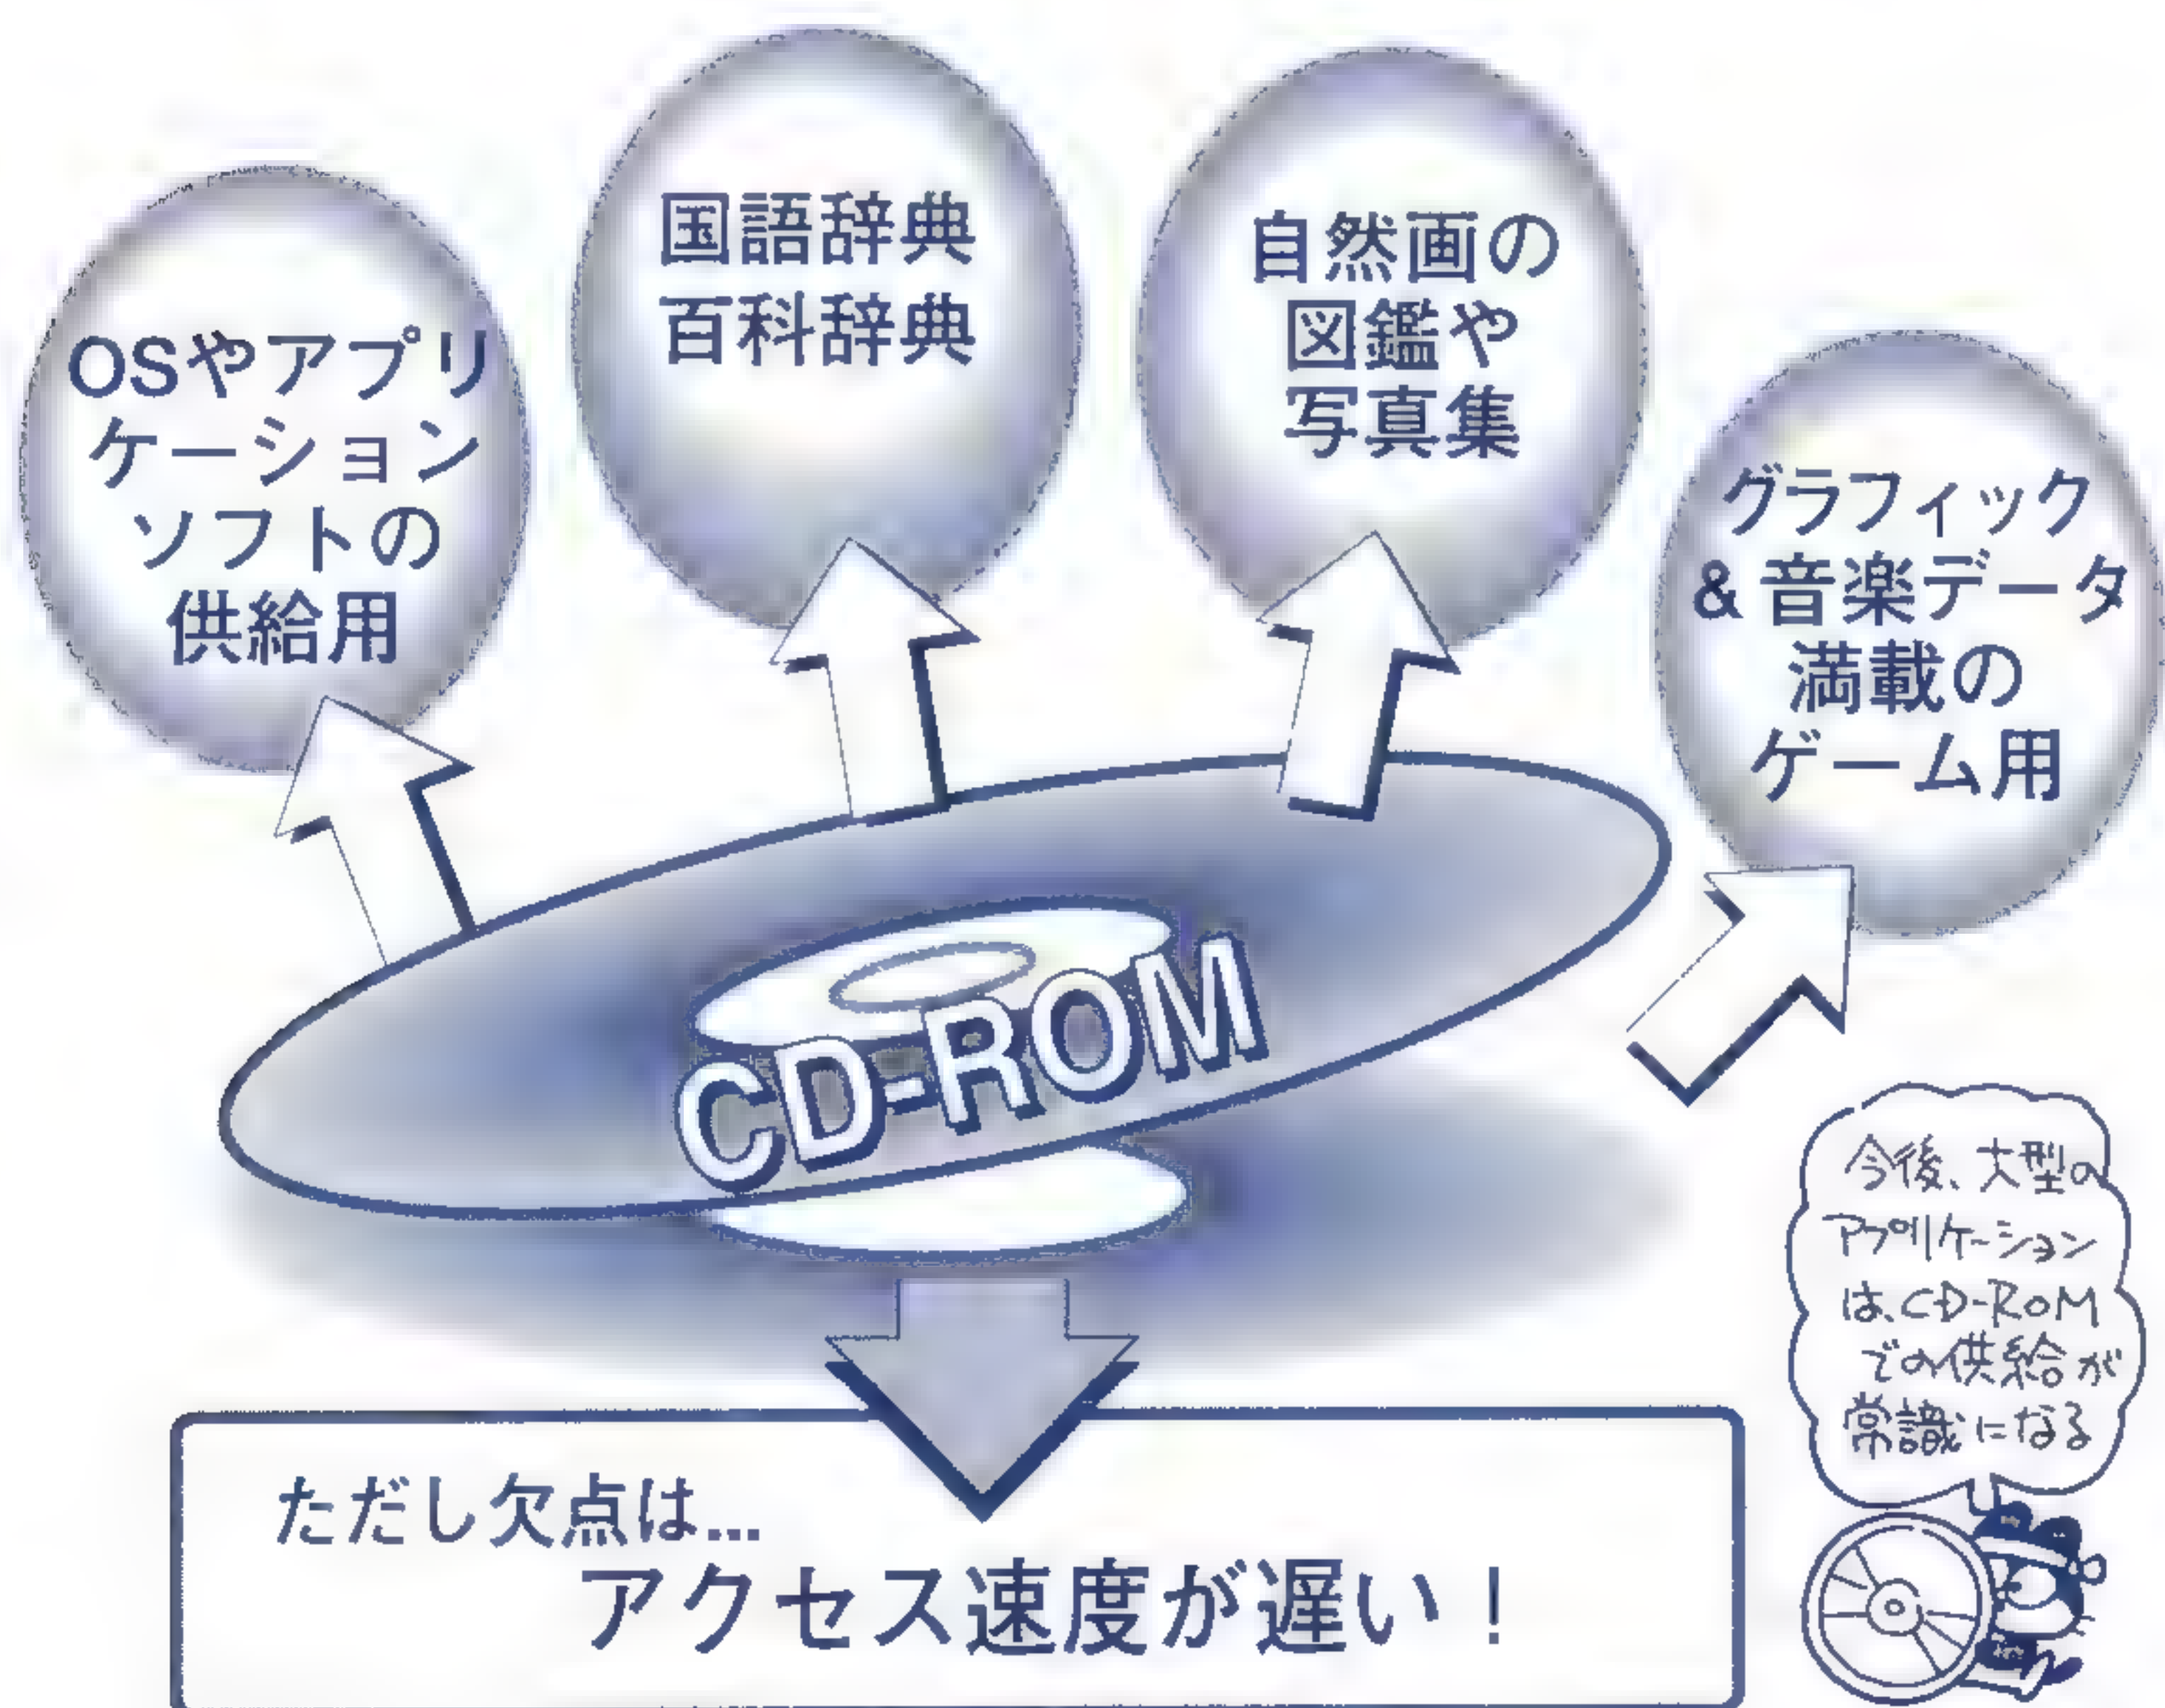 OSやアプリ
ケーション
ソフトの
供給用
国語辞典
百科辞典
自然画の
図鑑や
写真集
グラフィック
&音楽データ
満載の
ゲーム用
CD-ROM
今後、大型の
アプリケーション
は、CD-ROM
での供給が
常識になる
ただし欠点は...
アクセス速度が遅い！